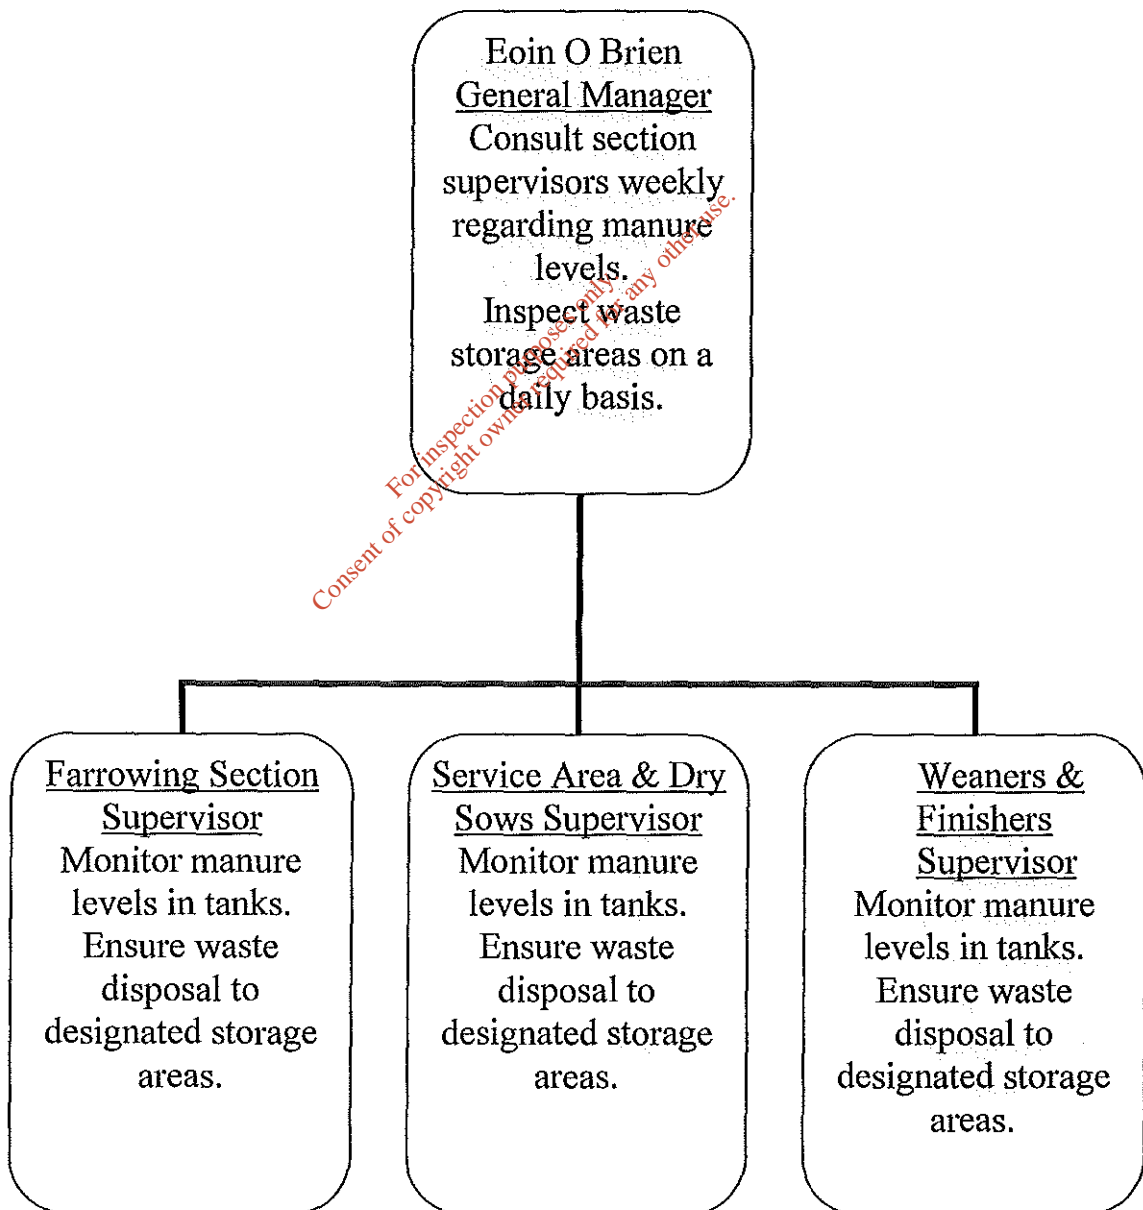 Eoin O Brien
General Manager
Consult section
supervisors weekly
regarding manure
levels.
Inspect waste
storage areas on a
daily basis.
For inspection purposes only.
Consent of copyright owner required for any other use.
Farrowing Section
Supervisor
Monitor manure
levels in tanks.
Ensure waste
disposal to
designated storage
areas.
Service Area & Dry
Sows Supervisor
Monitor manure
levels in tanks.
Ensure waste
disposal to
designated storage
areas.
Weaners &
Finishers
Supervisor
Monitor manure
levels in tanks.
Ensure waste
disposal to
designated storage
areas.